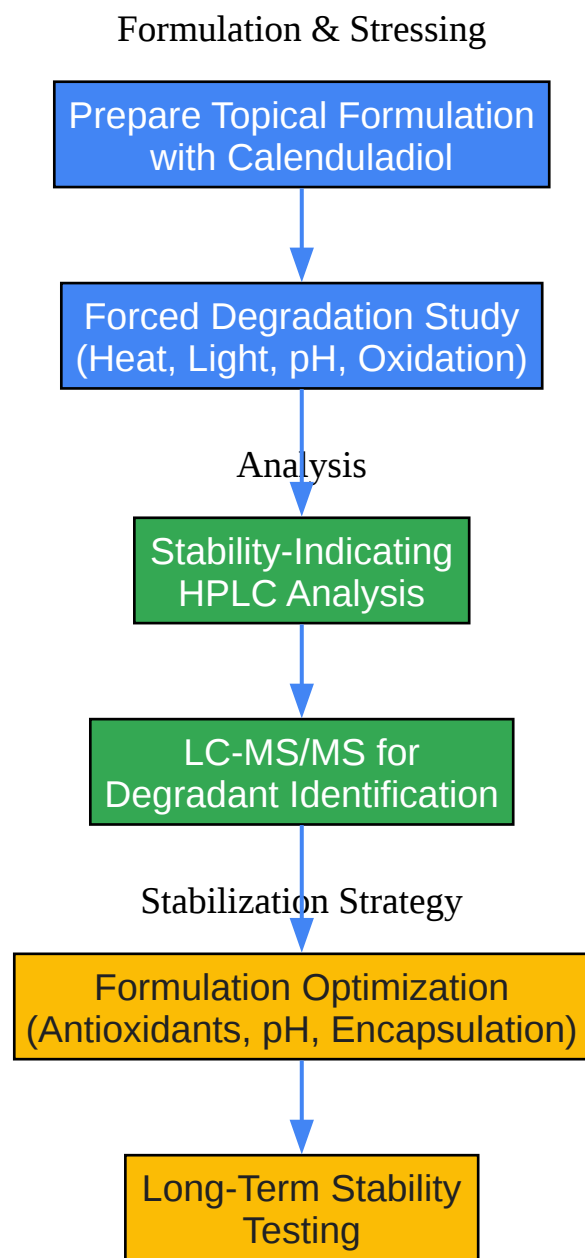 Formulation & Stressing
Prepare Topical Formulation
with Calenduladiol
Forced Degradation Study
(Heat, Light, pH, Oxidation)
Analysis
Stability-Indicating
HPLC Analysis
LC-MS/MS for
Degradant Identification
Stabilization Strategy
Formulation Optimization
(Antioxidants, pH, Encapsulation)
Long-Term Stability
Testing